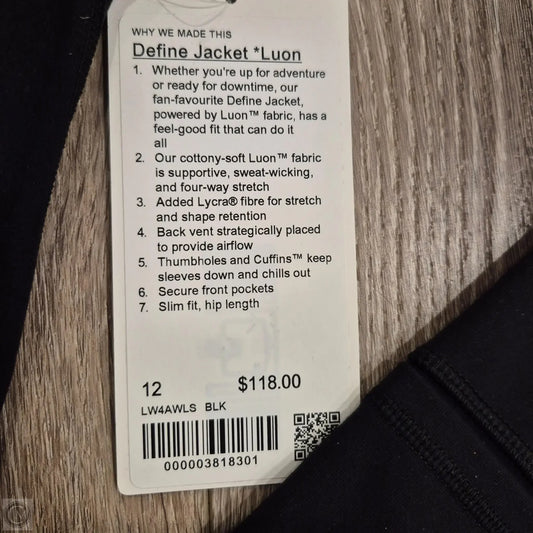 WHY WE MADE THIS
Define Jacket *Luon
1. Whether you're up for adventure
or ready for downtime, our
fan-favourite Define Jacket,
powered by Luon™ fabric, has a
feel-good fit that can do it
all
2. Our cottony-soft Luon™ fabric
is supportive, sweat-wicking,
and four-way stretch
3. Added Lycra® fibre for stretch
and shape retention
4. Back vent strategically placed
to provide airflow
5. Thumbholes and Cuffins™ keep
sleeves down and chills out
6. Secure front pockets
7. Slim fit, hip length
12 $118.00
LW4AWLS BLK
000003818301